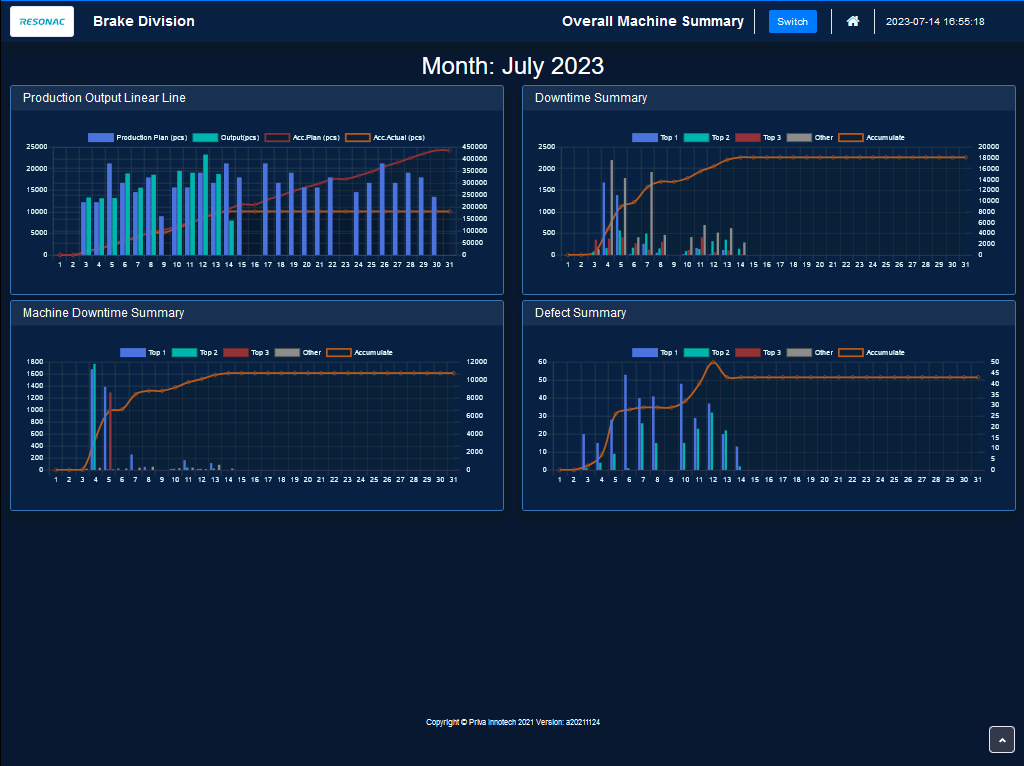 RESONAC Brake Division Overall Machine Summary Switch 2023-07-14 16:55:18
Month: July 2023
Production Output Linear Line
Production Plan (pcs) Output(pcs) Acc.Plan (pcs) Acc.Actual (pcs)
25000 450000
400000
20000 350000
300000
15000 250000
200000
10000 150000
100000
5000 50000
0 0
1 2 3 4 5 6 7 8 9 10 11 12 13 14 15 16 17 18 19 20 21 22 23 24 25 26 27 28 29 30 31
Downtime Summary
Top 1 Top 2 Top 3 Other Accumulate
2500 20000
18000
2000 16000
14000
1500 12000
10000
1000 8000
6000
500 4000
2000
0 0
1 2 3 4 5 6 7 8 9 10 11 12 13 14 15 16 17 18 19 20 21 22 23 24 25 26 27 28 29 30 31
Machine Downtime Summary
Top 1 Top 2 Top 3 Other Accumulate
1800 12000
1600
1400 10000
1200 8000
1000
800 6000
600 4000
400
200 2000
0 0
1 2 3 4 5 6 7 8 9 10 11 12 13 14 15 16 17 18 19 20 21 22 23 24 25 26 27 28 29 30 31
Defect Summary
Top 1 Top 2 Top 3 Other Accumulate
60 50
45
50 40
35
40 30
30 25
20
20 15
10 10
5
0 0
1 2 3 4 5 6 7 8 9 10 11 12 13 14 15 16 17 18 19 20 21 22 23 24 25 26 27 28 29 30 31
Copyright © Priva Innotech 2021 Version: a20211124